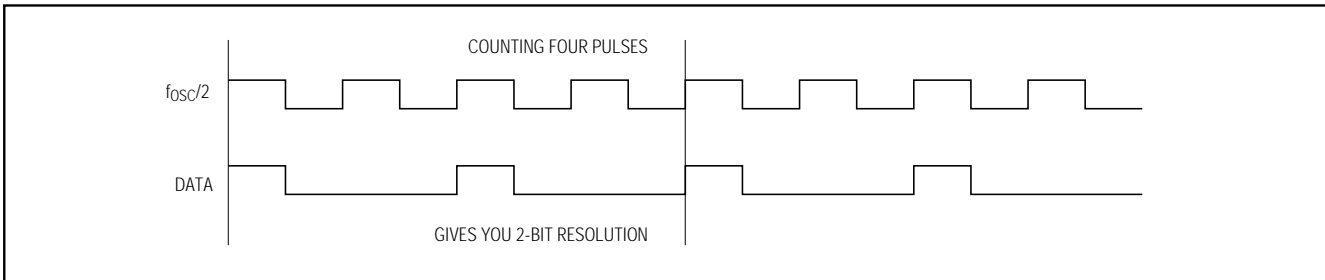 COUNTING FOUR PULSES
fOSC/2
DATA
GIVES YOU 2-BIT RESOLUTION